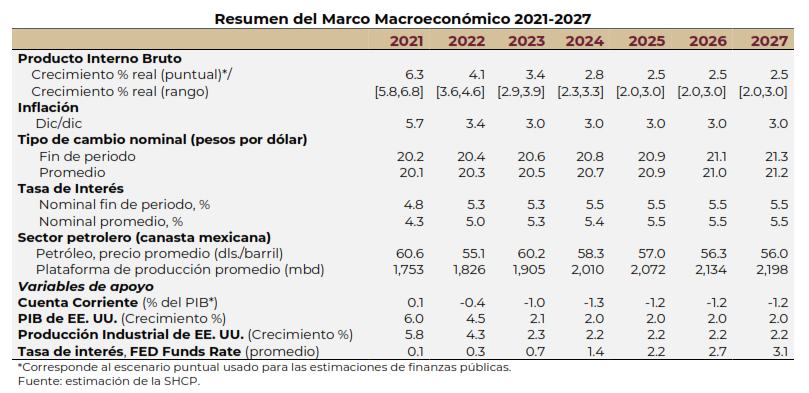 Resumen del Marco Macroeconómico 2021-2027
2021 2022 2023 2024 2025 2026 2027
Producto Interno Bruto
Crecimiento % real (puntual)*/ 6.3 4.1 3.4 2.8 2.5 2.5 2.5
Crecimiento % real (rango) [5.8,6.8] [3.6,4.6] [2.9,3.9] [2.3,3.3] [2.0,3.0] [2.0,3.0] [2.0,3.0]
Inflación
Dic/dic 5.7 3.4 3.0 3.0 3.0 3.0 3.0
Tipo de cambio nominal (pesos por dólar)
Fin de periodo 20.2 20.4 20.6 20.8 20.9 21.1 21.3
Promedio 20.1 20.3 20.5 20.7 20.9 21.0 21.2
Tasa de Interés
Nominal fin de periodo, % 4.8 5.3 5.3 5.5 5.5 5.5 5.5
Nominal promedio, % 4.3 5.0 5.3 5.4 5.5 5.5 5.5
Sector petrolero (canasta mexicana)
Petróleo, precio promedio (dls./barril) 60.6 55.1 60.2 58.3 57.0 56.3 56.0
Plataforma de producción promedio (mbd) 1,753 1,826 1,905 2,010 2,072 2,134 2,198
Variables de apoyo
Cuenta Corriente (% del PIB*) 0.1 -0.4 -1.0 -1.3 -1.2 -1.2 -1.2
PIB de EE. UU. (Crecimiento %) 6.0 4.5 2.1 2.0 2.0 2.0 2.0
Producción Industrial de EE. UU. (Crecimiento %) 5.8 4.3 2.3 2.2 2.2 2.2 2.2
Tasa de interés, FED Funds Rate (promedio) 0.1 0.3 0.7 1.4 2.2 2.7 3.1
*Corresponde al escenario puntual usado para las estimaciones de finanzas públicas.
Fuente: estimación de la SHCP.